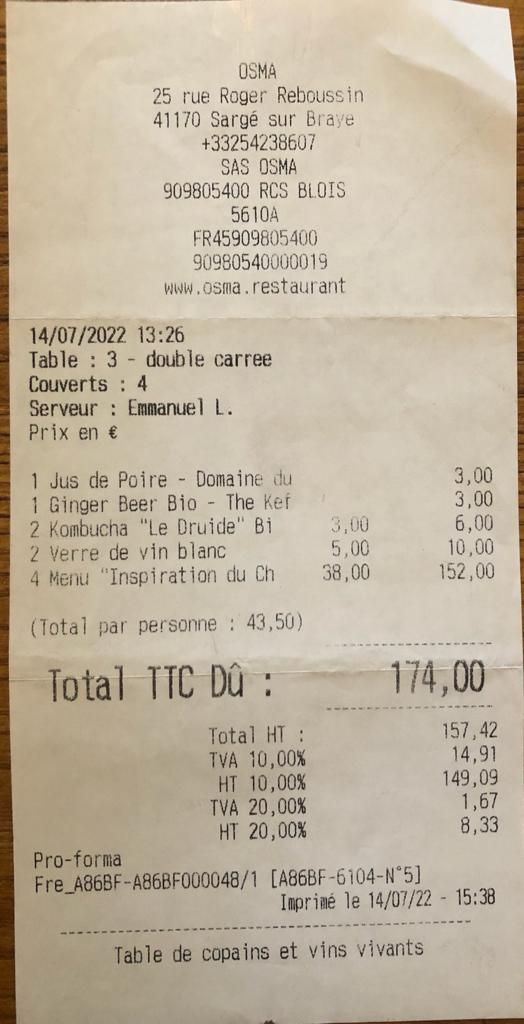 OSMA
25 rue Roger Reboussin
41170 Sargé sur Braye
+33254238607
SAS OSMA
909805400 RCS BLOIS
5610A
FR45909805400
90980540000019
www.osma.restaurant
14/07/2022 13:26
Table : 3 - double carree
Couverts : 4
Serveur : Emmanuel L.
Prix en €
1 Jus de Poire - Domaine du 3,00
1 Ginger Beer Bio - The Kef 3,00
2 Kombucha "Le Druide" Bi 3,00 6,00
2 Verre de vin blanc 5,00 10,00
4 Menu "Inspiration du Ch 38,00 152,00
(Total par personne : 43,50)
Total TTC Dû : 174,00
Total HT : 157,42
TVA 10,00% 14,91
HT 10,00% 149,09
TVA 20,00% 1,67
HT 20,00% 8,33
Pro-forma
Fre_A86BF-A86BF000048/1 [A86BF-6104-N°5]
Imprimé le 14/07/22 - 15:38
Table de copains et vins vivants